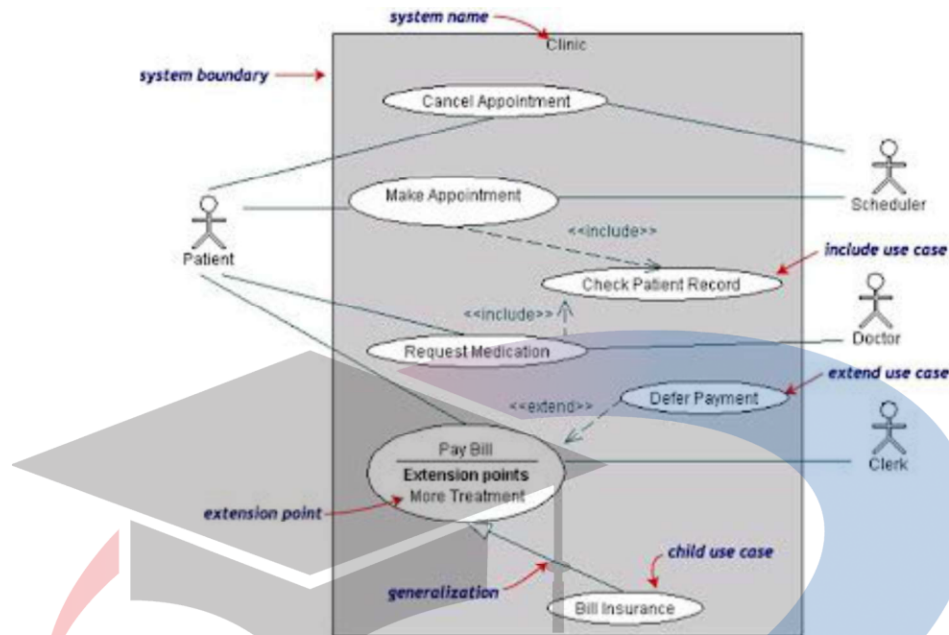 system name
Clinic
system boundary
Cancel Appointment
Make Appointment
Scheduler
<<include>>
Patient
include use case
Check Patient Record
<<include>>
Doctor
Request Medication
extend use case
Defer Payment
<<extend>>
Pay Bill
Clerk
Extension points
More Treatment
extension point
child use case
generalization
Bill Insurance